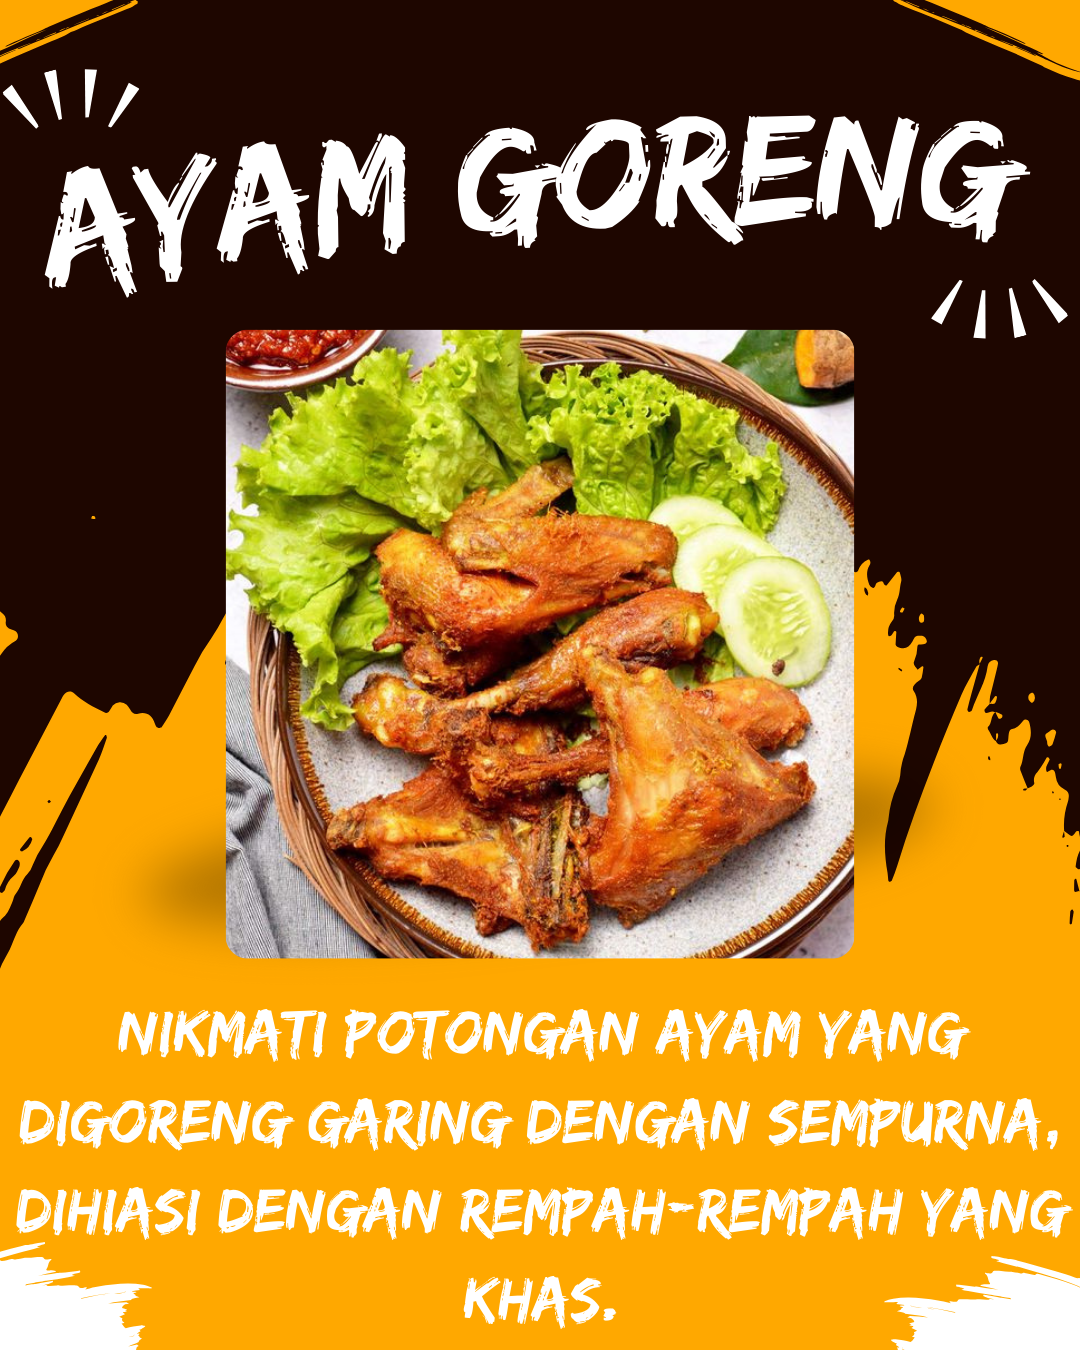 AYAM GORENG
NIKMATI POTONGAN AYAM YANG
DIGORENG GARING DENGAN SEMPURNA,
DIHIASI DENGAN REMPAH-REMPAH YANG
KHAS.